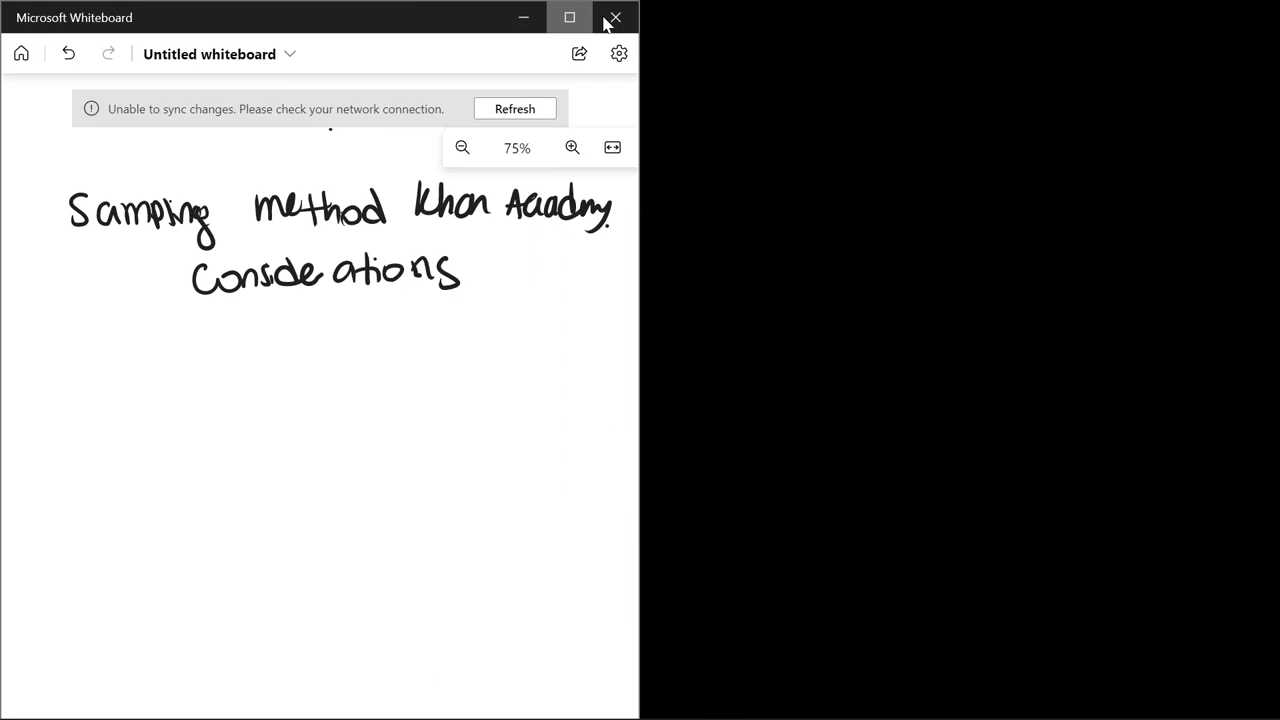 Microsoft Whiteboard
Untitled whiteboard
Unable to sync changes. Please check your network connection.
Refresh
75%
Sampling method Khan Acadmy.
Considerations